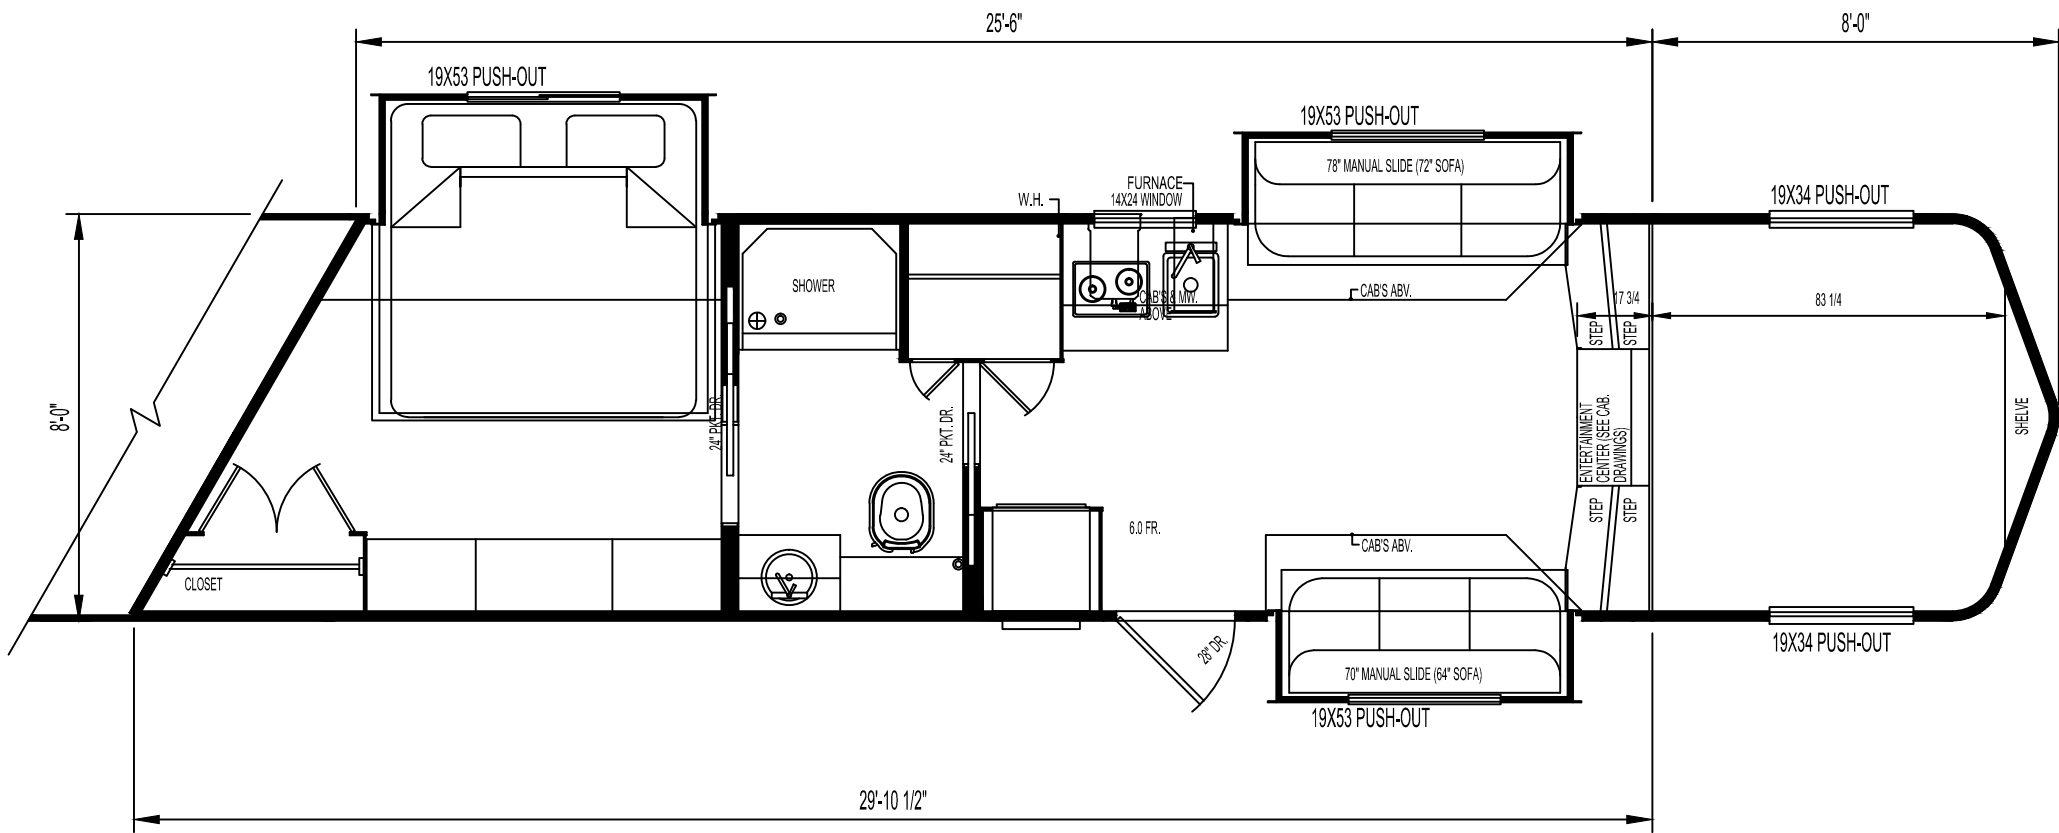 25'-6"
8'-0"
19X53 PUSH-OUT
19X53 PUSH-OUT
78" MANUAL SLIDE (72" SOFA)
FURNACE
14X24 WINDOW
W.H.
19X34 PUSH-OUT
SHOWER
CAB'S & MW.
ABOVE
CAB'S ABV.
17 3/4
83 1/4
STEP
STEP
8'-0"
24" PKT. DR.
24" PKT. DR.
ENTERTAINMENT
CENTER (SEE CAB.
DRAWINGS)
SHELVE
STEP
STEP
6.0 FR.
CAB'S ABV.
CLOSET
28" DR.
70" MANUAL SLIDE (64" SOFA)
19X34 PUSH-OUT
19X53 PUSH-OUT
29'-10 1/2"